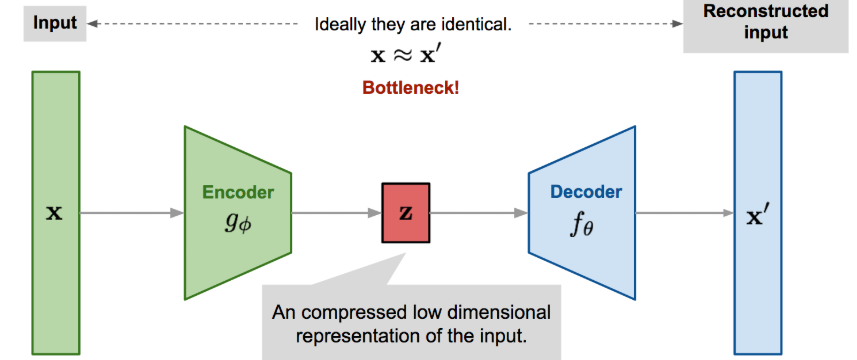 Input
Ideally they are identical.
Reconstructed
input
x ≈ x′
Bottleneck!
x
Encoder
gϕ
z
Decoder
fθ
x′
An compressed low dimensional
representation of the input.